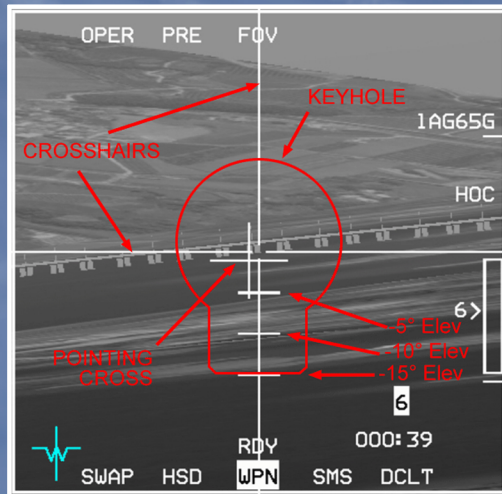 OPER PRE FOV
KEYHOLE
1AG65G
CROSSHAIRS
HOC
6>
-5° Elev
POINTING
CROSS
-10° Elev
-15° Elev
6
RDY
000:39
SWAP HSD WPN SMS DCLT